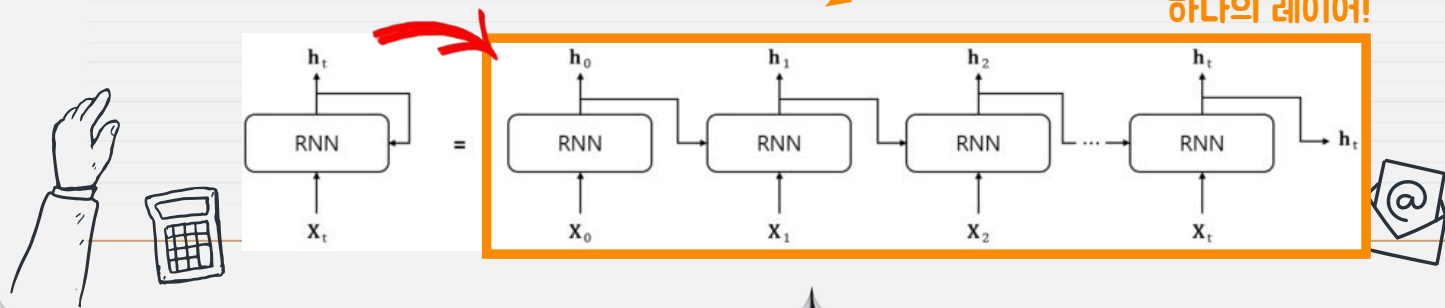 하나의 레이어!
h_t h_0 h_1 h_2 h_t
RNN = RNN RNN RNN ... RNN h_t
X_t X_0 X_1 X_2 X_t
@